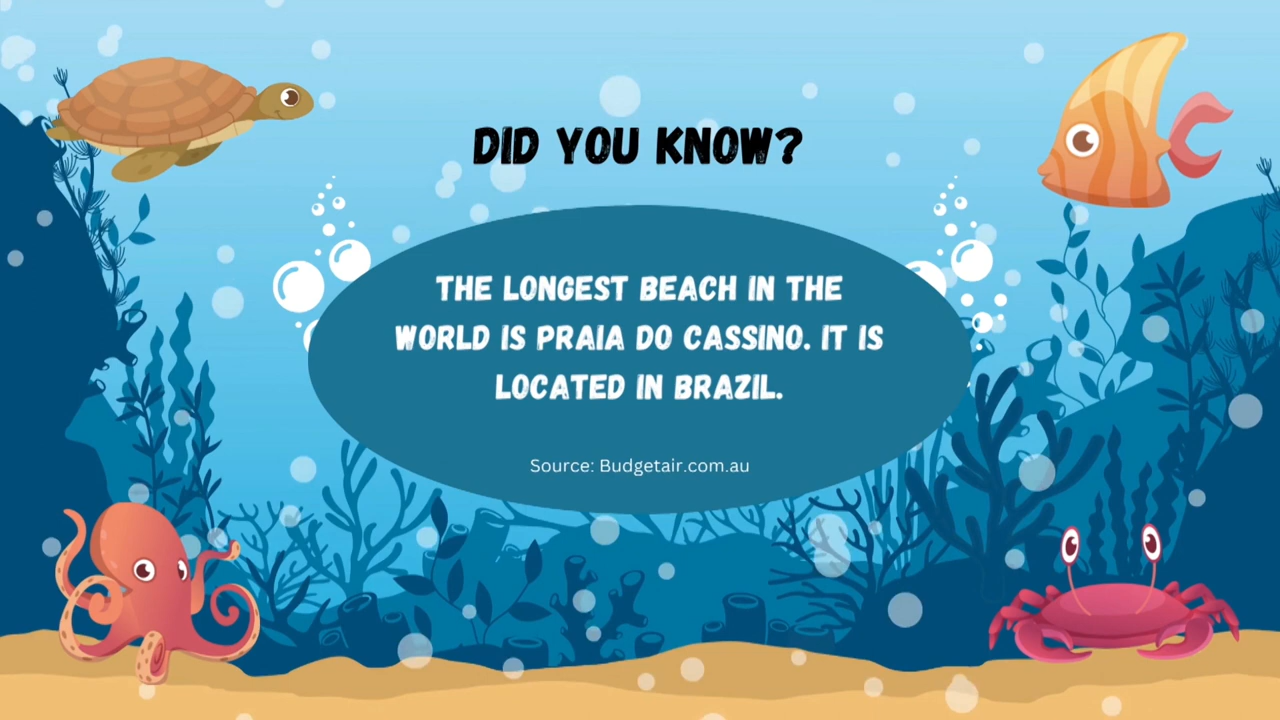 DID YOU KNOW?
THE LONGEST BEACH IN THE
WORLD IS PRAIA DO CASSINO. IT IS
LOCATED IN BRAZIL.
Source: Budgetair.com.au